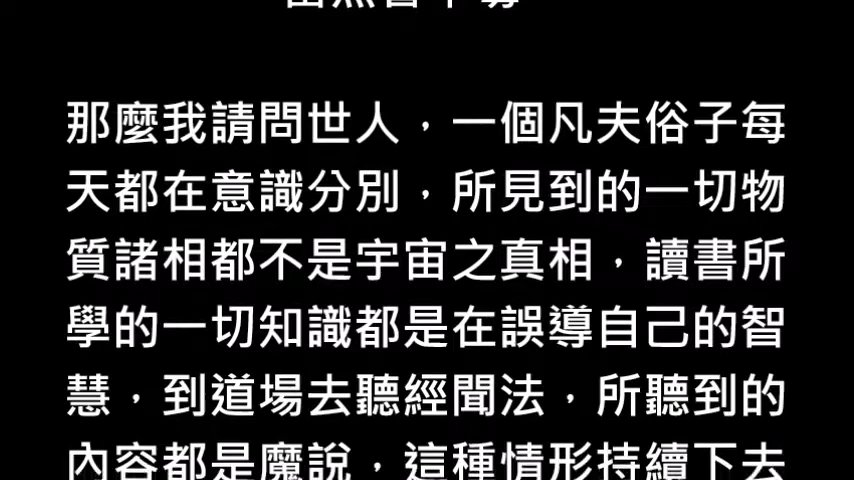 那麼我請問世人，一個凡夫俗子每
天都在意識分別，所見到的一切物
質諸相都不是宇宙之真相，讀書所
學的一切知識都是在誤導自己的智
慧，到道場去聽經聞法，所聽到的
內容都是魔說，這種情形持續下去